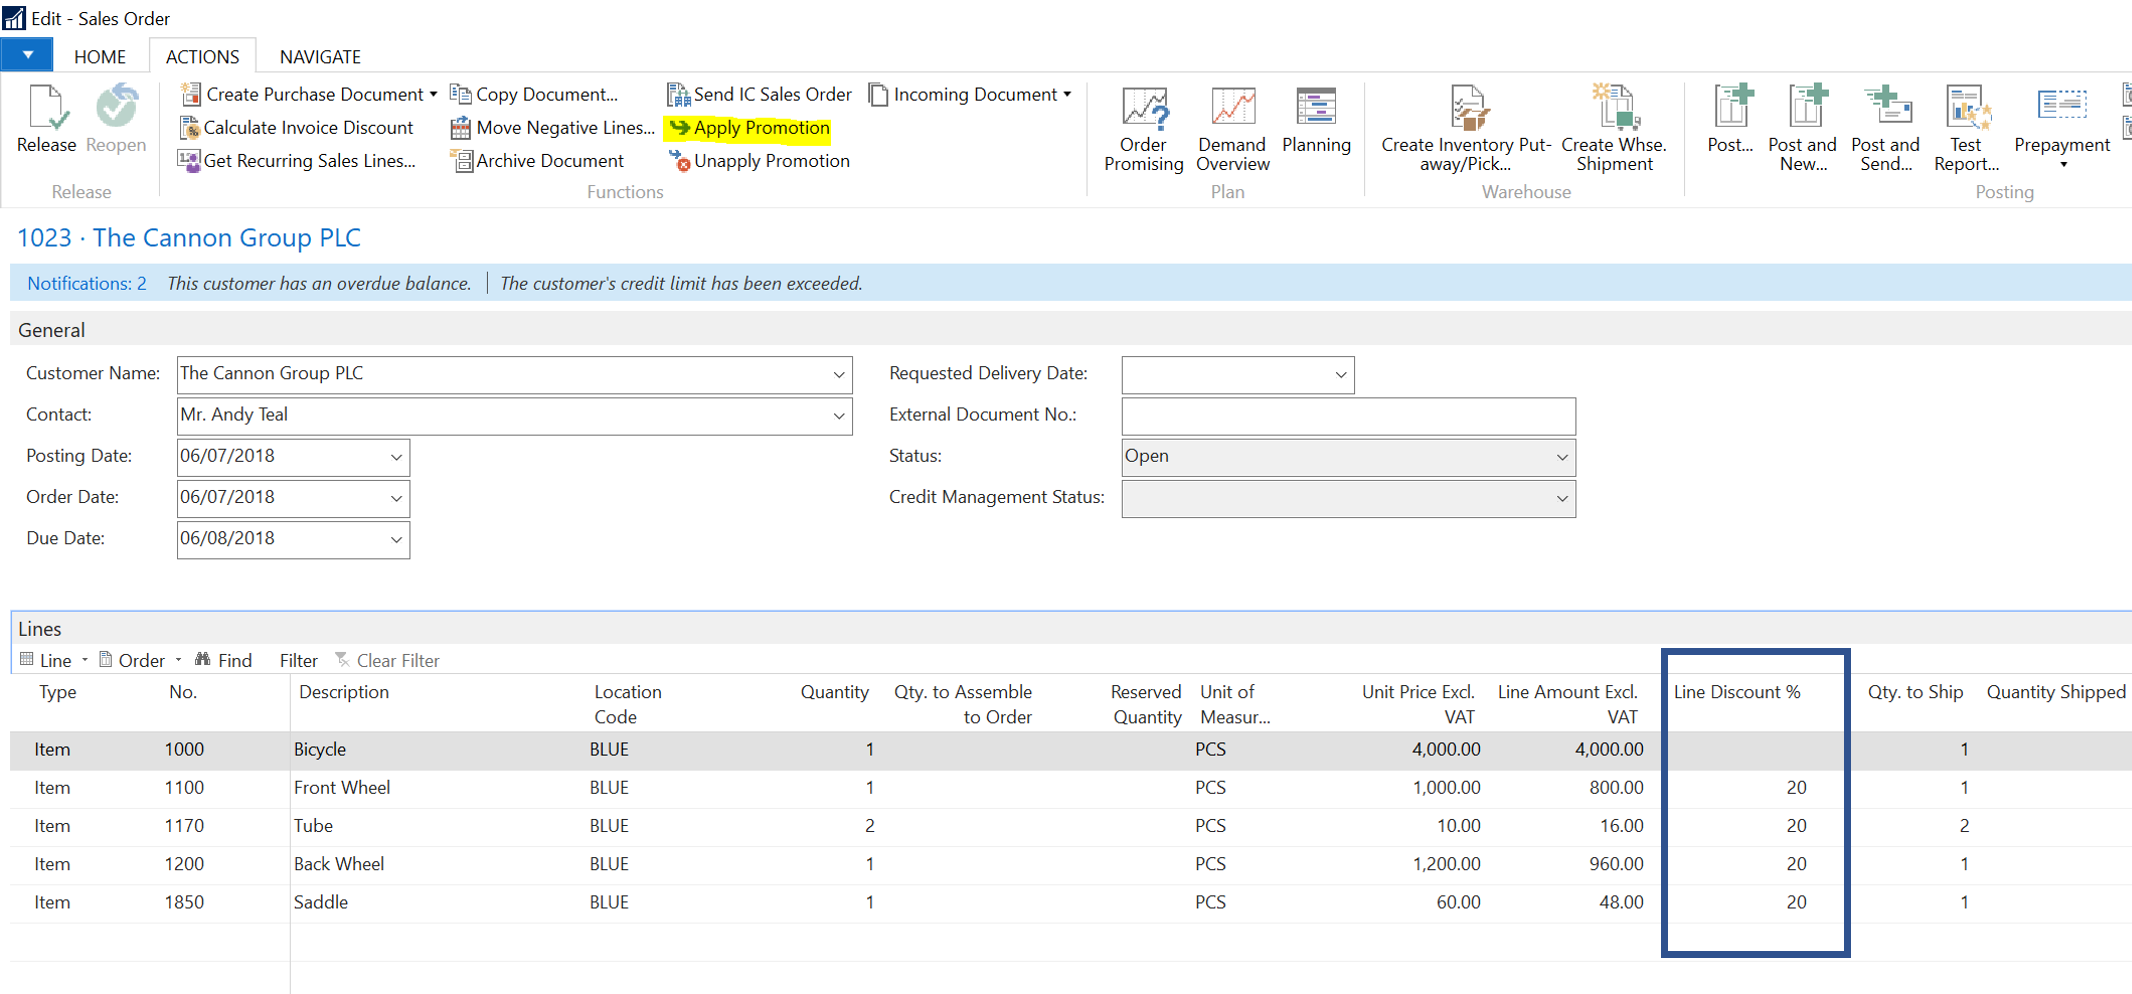 Edit - Sales Order
HOME ACTIONS NAVIGATE
Release
Reopen
Release
Create Purchase Document
Calculate Invoice Discount
Get Recurring Sales Lines...
Copy Document...
Move Negative Lines...
Archive Document
Send IC Sales Order
Apply Promotion
Unapply Promotion
Incoming Document
Functions
Order
Promising
Demand
Overview
Planning
Plan
Create Inventory Put-
away/Pick...
Create Whse.
Shipment
Warehouse
Post...
Post and
New...
Post and
Send...
Test
Report...
Prepayment
Posting
1023 · The Cannon Group PLC
Notifications: 2 This customer has an overdue balance. The customer's credit limit has been exceeded.
General
Customer Name: The Cannon Group PLC
Contact: Mr. Andy Teal
Posting Date: 06/07/2018
Order Date: 06/07/2018
Due Date: 06/08/2018
Requested Delivery Date:
External Document No.:
Status: Open
Credit Management Status:
Lines
Line Order Find Filter Clear Filter
Type No. Description Location Quantity Qty. to Assemble Reserved Unit of Unit Price Excl. Line Amount Excl. Line Discount % Qty. to Ship Quantity Shipped
Code to Order Quantity Measur... VAT VAT
Item 1000 Bicycle BLUE 1 PCS 4,000.00 4,000.00 1
Item 1100 Front Wheel BLUE 1 PCS 1,000.00 800.00 20 1
Item 1170 Tube BLUE 2 PCS 10.00 16.00 20 2
Item 1200 Back Wheel BLUE 1 PCS 1,200.00 960.00 20 1
Item 1850 Saddle BLUE 1 PCS 60.00 48.00 20 1